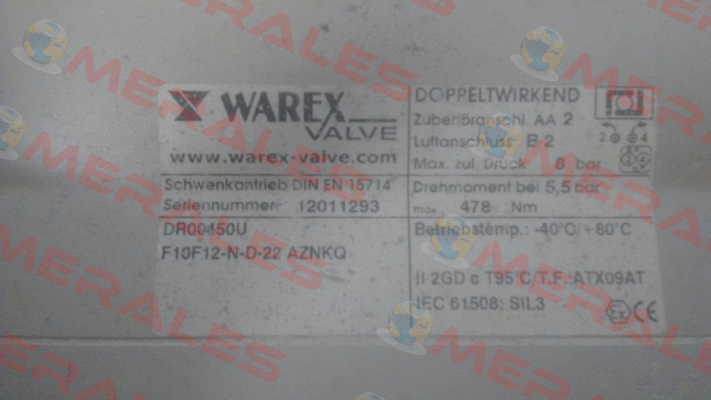 WAREX
VALVE
www.warex-valve.com
Schwenkantrieb DIN EN 15714
Seriennummer: 12011293
DR00450U
F10F12-N-D-22 AZNKQ
DOPPELTWIRKEND
Zubehöranschl. AA 2
Luftanschluss B 2
Max. zul. Druck 8 bar
2 4
Drehmoment bei 5,5 bar
max. 478 Nm
Betriebstemp.: -40°C/+80°C
II 2GD c T95°C T.F.:ATX09AT
IEC 61508: SIL3
Ex CE
MERALES
MERALES
MERALES
MERALES
MERALES
MERALES